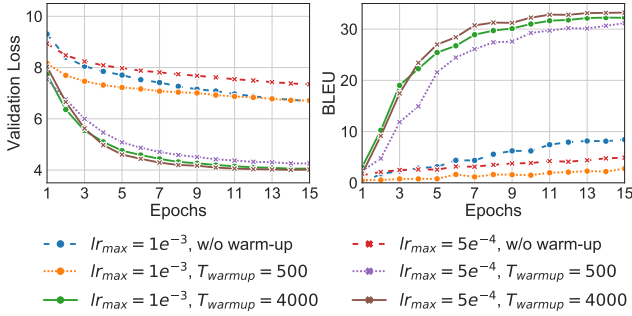 10
8
6
4
Validation Loss
1 3 5 7 9 11 13 15
Epochs
30
20
10
0
BLEU
1 3 5 7 9 11 13 15
Epochs
lr_max = 1e^−3, w/o warm-up
lr_max = 1e^−3, T_warmup = 500
lr_max = 1e^−3, T_warmup = 4000
lr_max = 5e^−4, w/o warm-up
lr_max = 5e^−4, T_warmup = 500
lr_max = 5e^−4, T_warmup = 4000